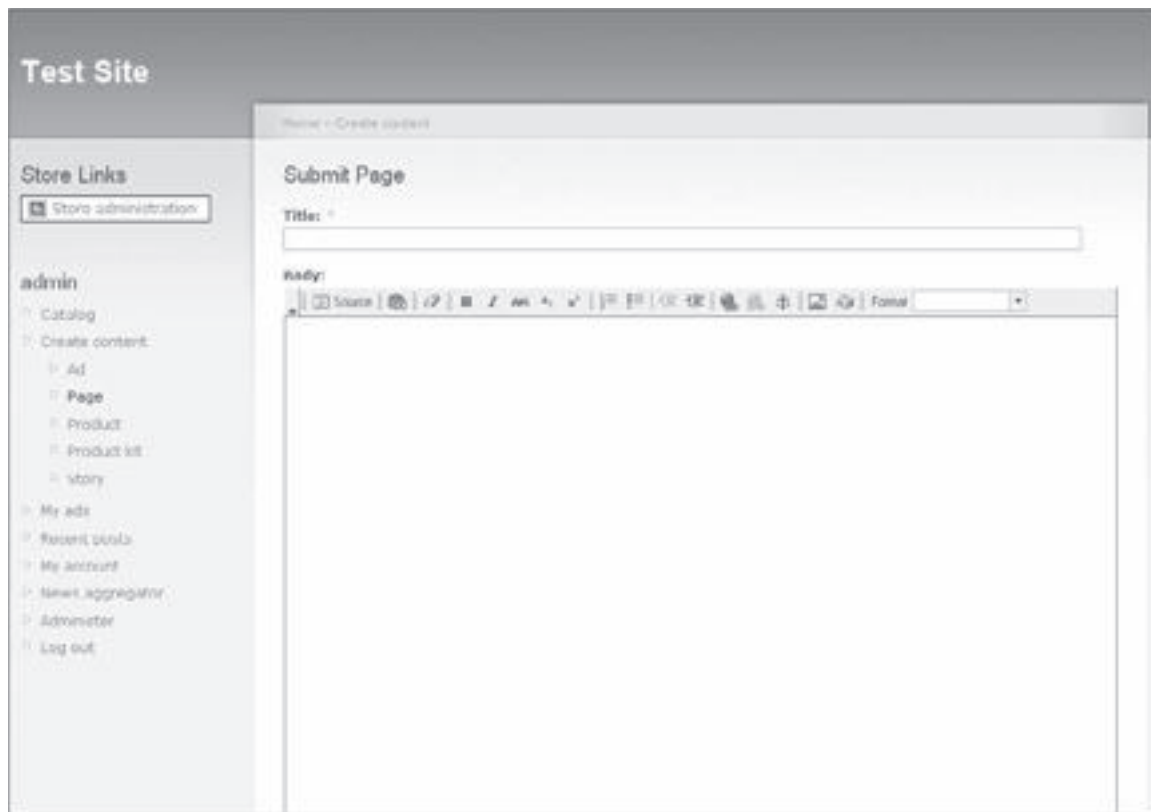 Test Site
Home » Create content
Store Links
Store administration
admin
Catalog
Create content
Ad
Page
Product
Product kit
story
My ads
Recent posts
My account
News aggregator
Administer
Log out
Submit Page
Title: *
Body:
Source
Format